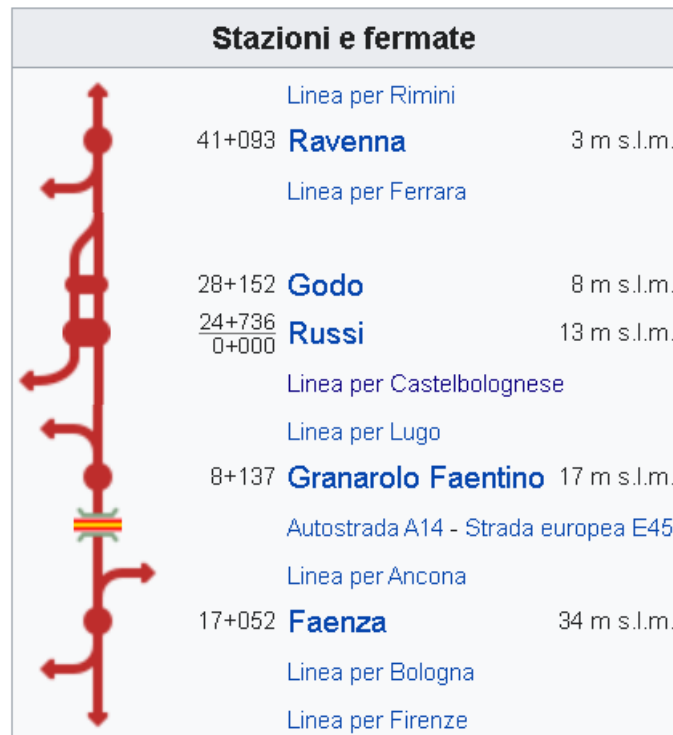 Stazioni e fermate
Linea per Rimini
41+093 Ravenna 3 m s.l.m.
Linea per Ferrara
28+152 Godo 8 m s.l.m.
24+736
0+000 Russi 13 m s.l.m.
Linea per Castelbolognese
Linea per Lugo
8+137 Granarolo Faentino 17 m s.l.m.
Autostrada A14 - Strada europea E45
Linea per Ancona
17+052 Faenza 34 m s.l.m.
Linea per Bologna
Linea per Firenze